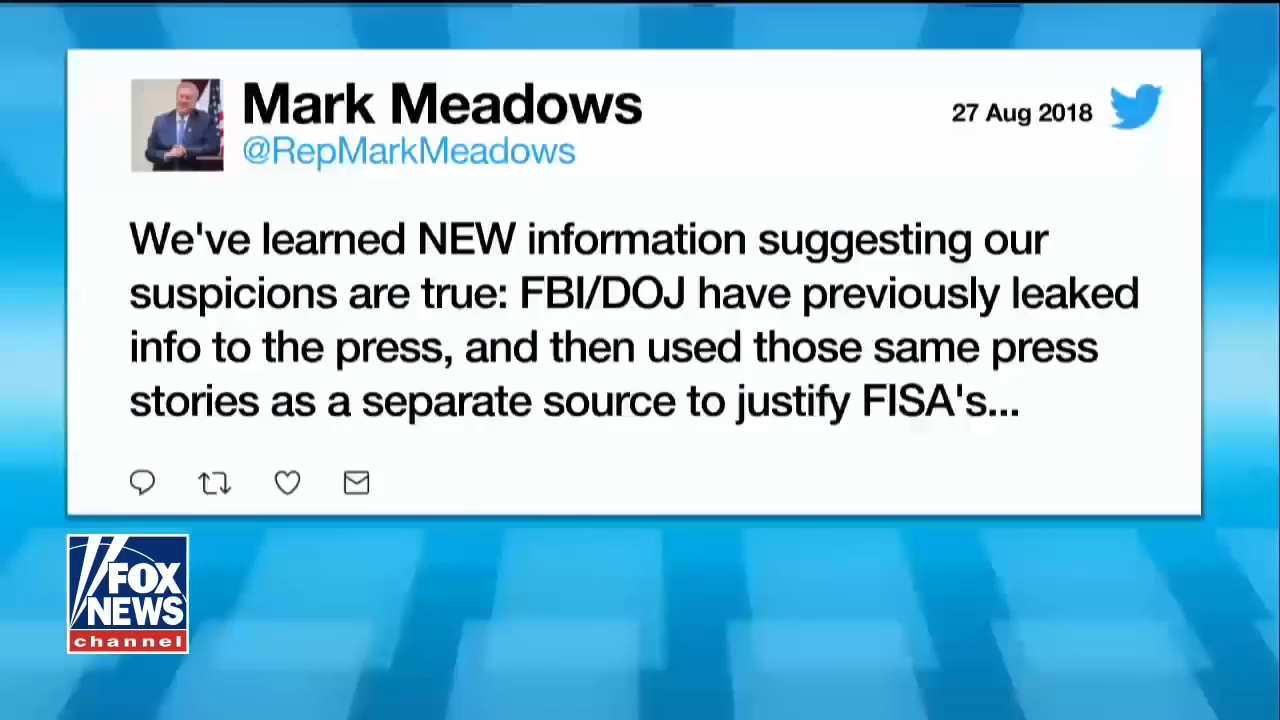 Mark Meadows
@RepMarkMeadows
27 Aug 2018
We've learned NEW information suggesting our
suspicions are true: FBI/DOJ have previously leaked
info to the press, and then used those same press
stories as a separate source to justify FISA's...
FOX
NEWS
channel